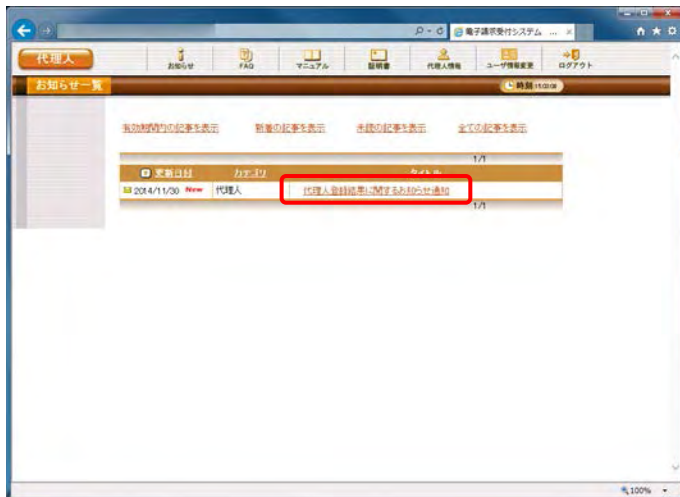 電子請求受付システム ...
代理人
お知らせ FAQ マニュアル 証明書 代理人情報 ユーザ情報変更 ログアウト
お知らせ一覧
時刻 15:03:08
有効期間内の記事を表示 新着の記事を表示 未読の記事を表示 全ての記事を表示
1/1
更新日付 カテゴリ タイトル
2014/11/30 New 代理人 代理人登録結果に関するお知らせ通知
1/1
100%